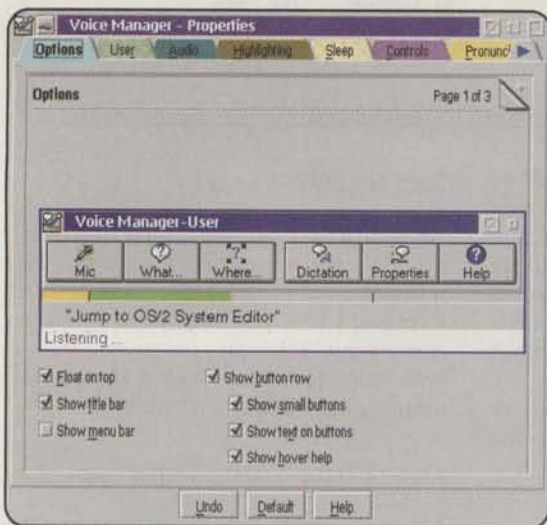 Voice Manager - Properties
Options User Audio Highlighting Sleep Controls Pronunci
Options Page 1 of 3
Voice Manager-User
Mic What... Where... Dictation Properties Help
"Jump to OS/2 System Editor"
Listening ...
Float on top Show button row
Show title bar Show small buttons
Show menu bar Show text on buttons
Show hover help
Undo Default Help